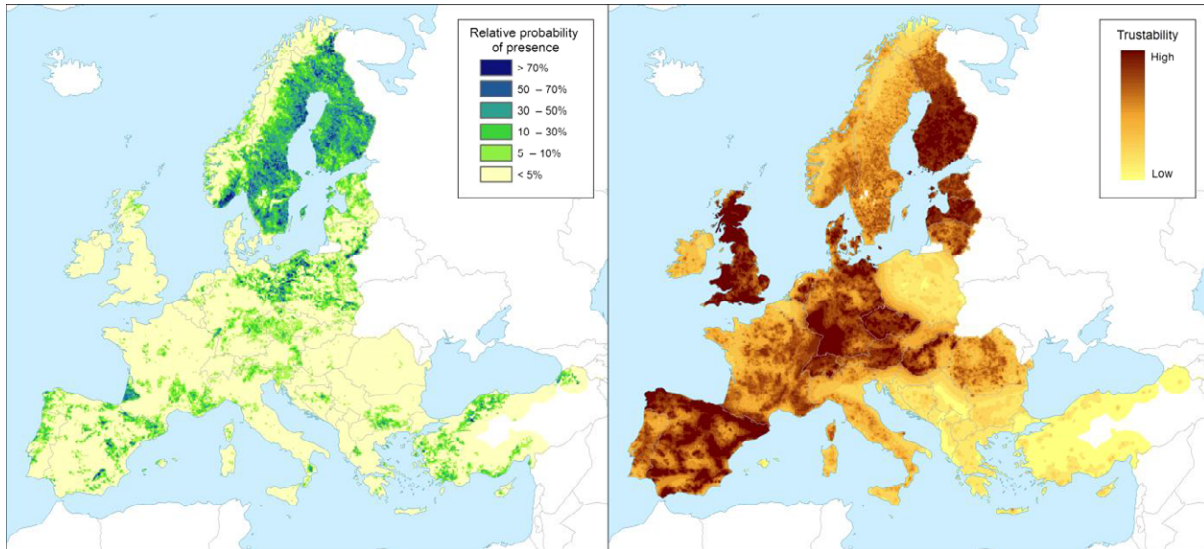 Relative probability
of presence
> 70%
50 – 70%
30 – 50%
10 – 30%
5 – 10%
< 5%
Trustability
High
Low